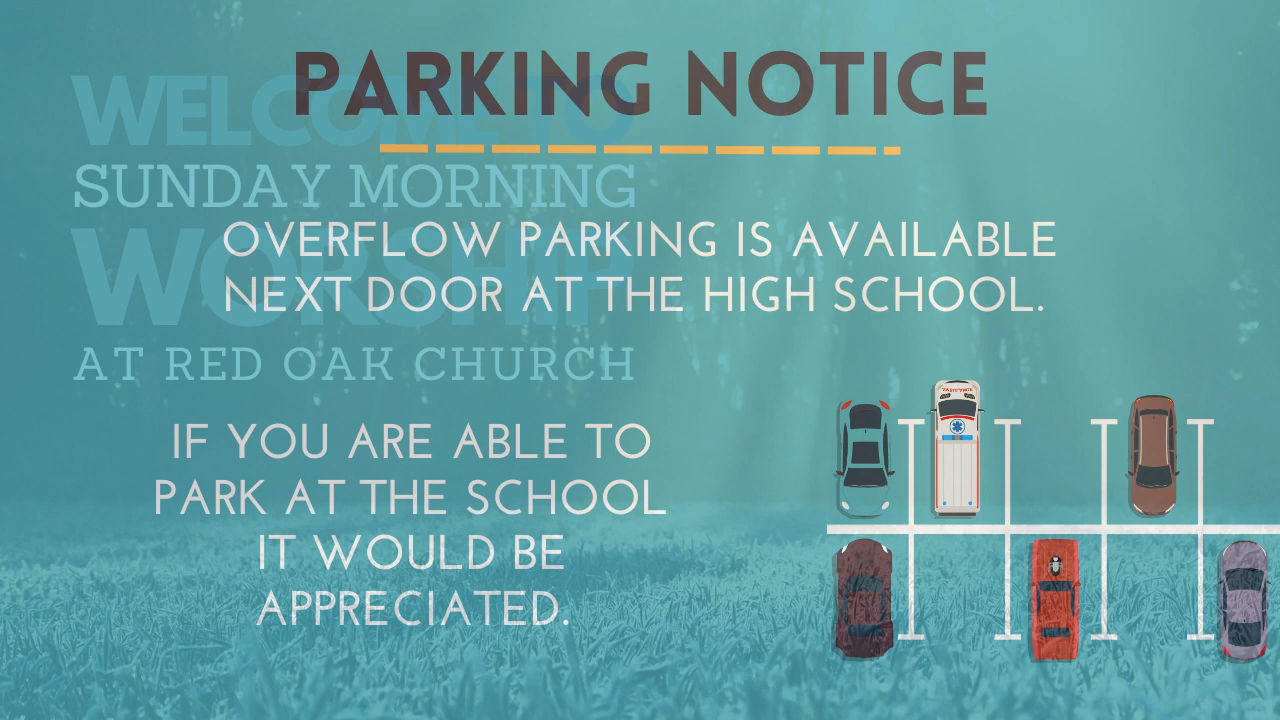 PARKING NOTICE
WELCOME TO
SUNDAY MORNING
WORSHIP
AT RED OAK CHURCH
OVERFLOW PARKING IS AVAILABLE
NEXT DOOR AT THE HIGH SCHOOL.
IF YOU ARE ABLE TO
PARK AT THE SCHOOL
IT WOULD BE
APPRECIATED.